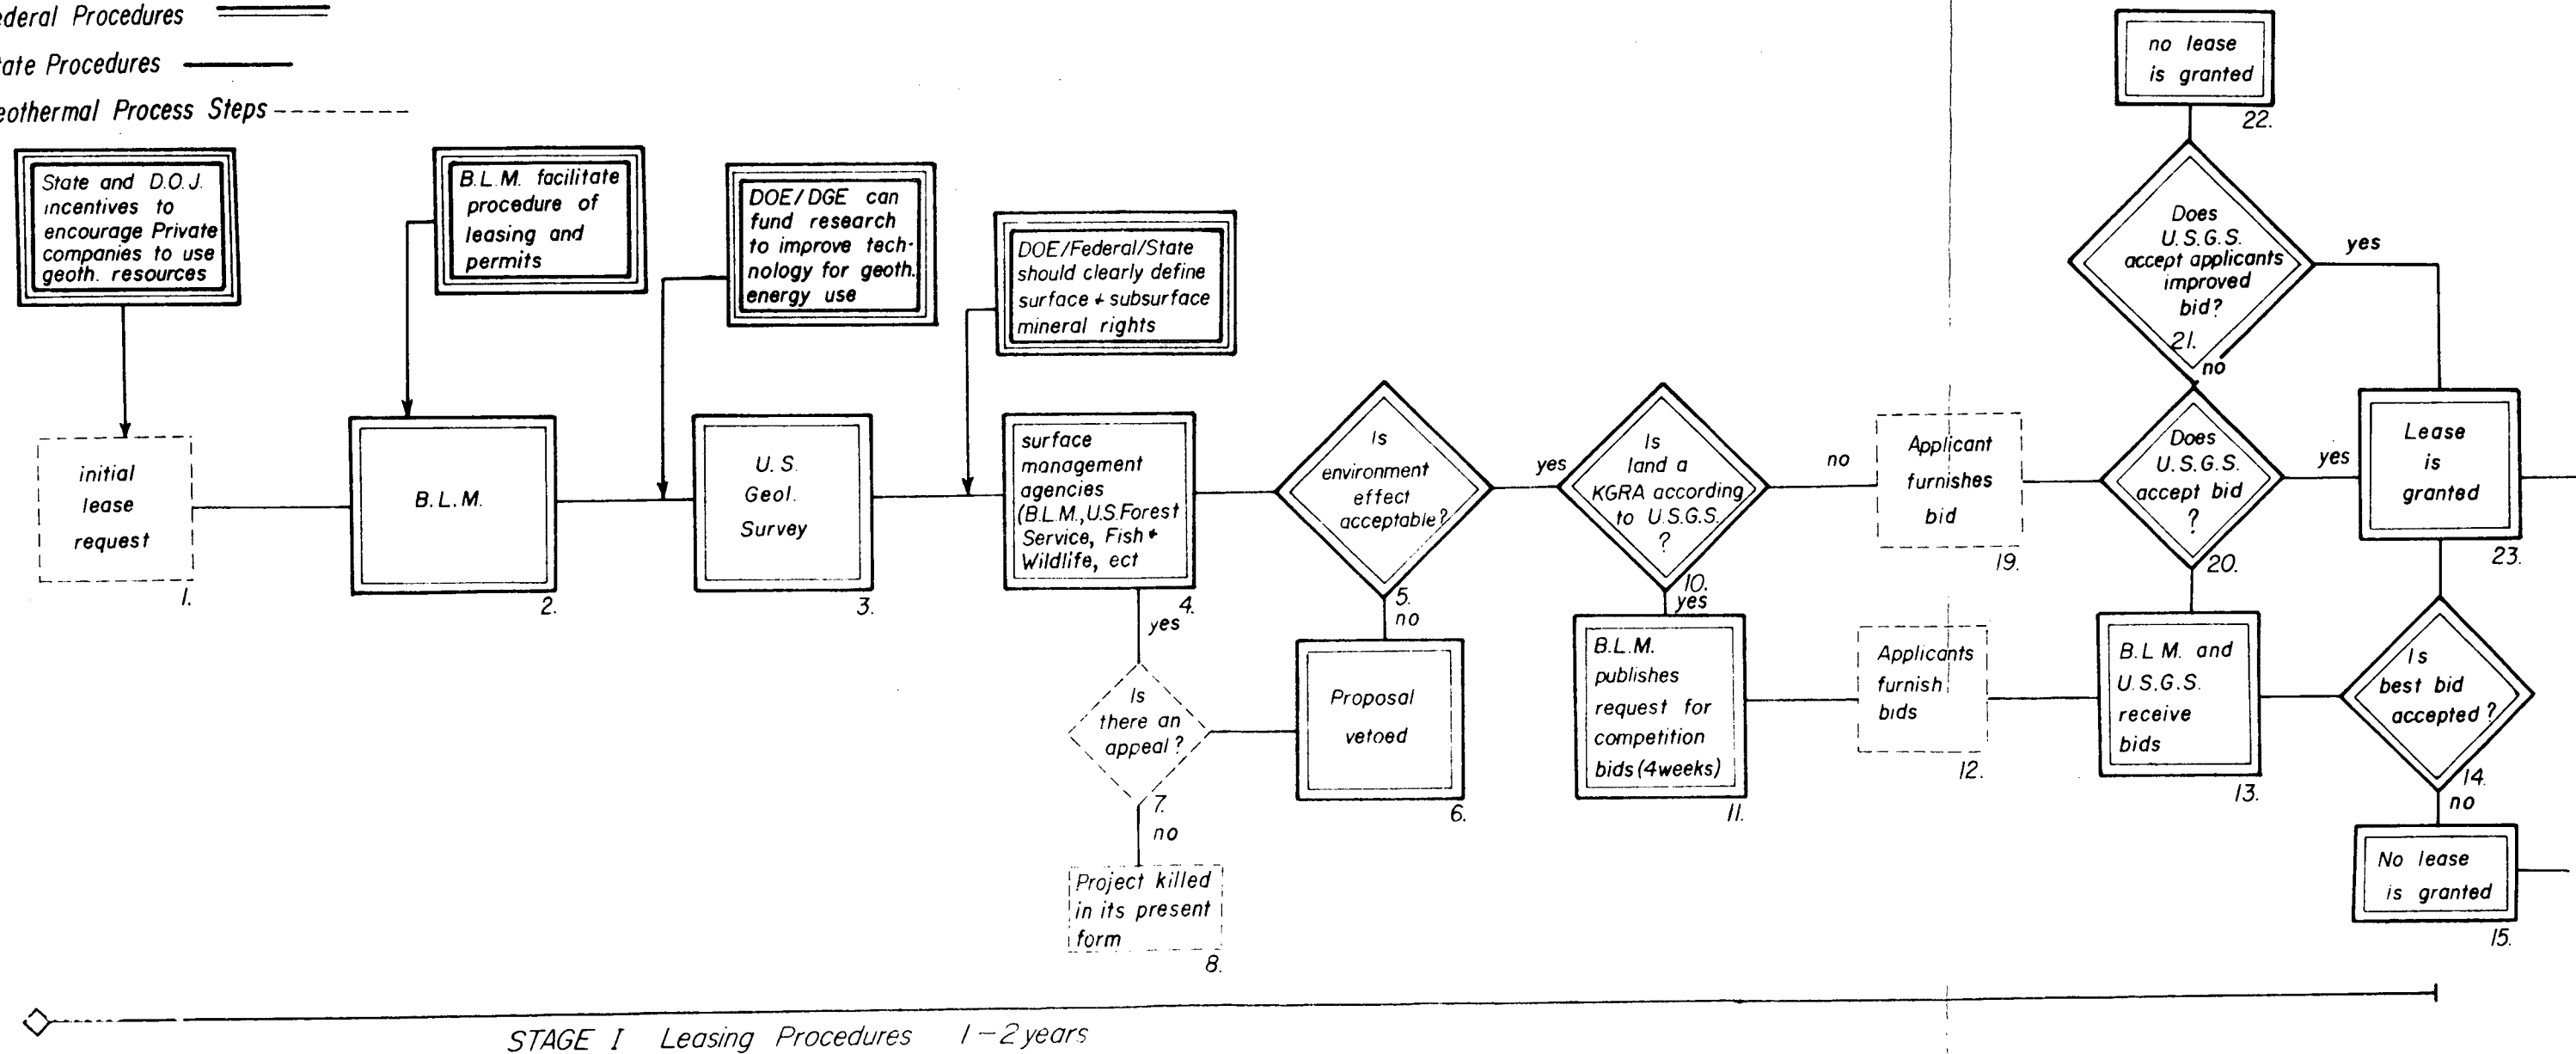 ederal Procedures
tate Procedures
eothermal Process Steps
State and D.O.J.
incentives to
encourage Private
companies to use
geoth. resources
B.L.M. facilitate
procedure of
leasing and
permits
DOE/DGE can
fund research
to improve tech-
nology for geoth.
energy use
DOE/Federal/State
should clearly define
surface + subsurface
mineral rights
no lease
is granted
22.
Does
U.S.G.S.
accept applicants
improved
bid?
21.
yes
no
initial
lease
request
1.
B.L.M.
2.
U.S.
Geol.
Survey
3.
surface
management
agencies
(B.L.M., U.S. Forest
Service, Fish +
Wildlife, ect
4.
Is
environment
effect
acceptable?
5.
yes
no
Is
land a
KGRA according
to U.S.G.S.
?
10.
no
yes
Applicant
furnishes
bid
19.
Does
U.S.G.S.
accept bid
?
20.
yes
Lease
is
granted
23.
yes
Is
there an
appeal?
7.
no
Proposal
vetoed
6.
B.L.M.
publishes
request for
competition
bids (4 weeks)
11.
Applicants
furnish
bids
12.
B.L.M. and
U.S.G.S.
receive
bids
13.
Is
best bid
accepted?
14.
no
No lease
is granted
15.
Project killed
in its present
form
8.
STAGE I Leasing Procedures 1-2 years